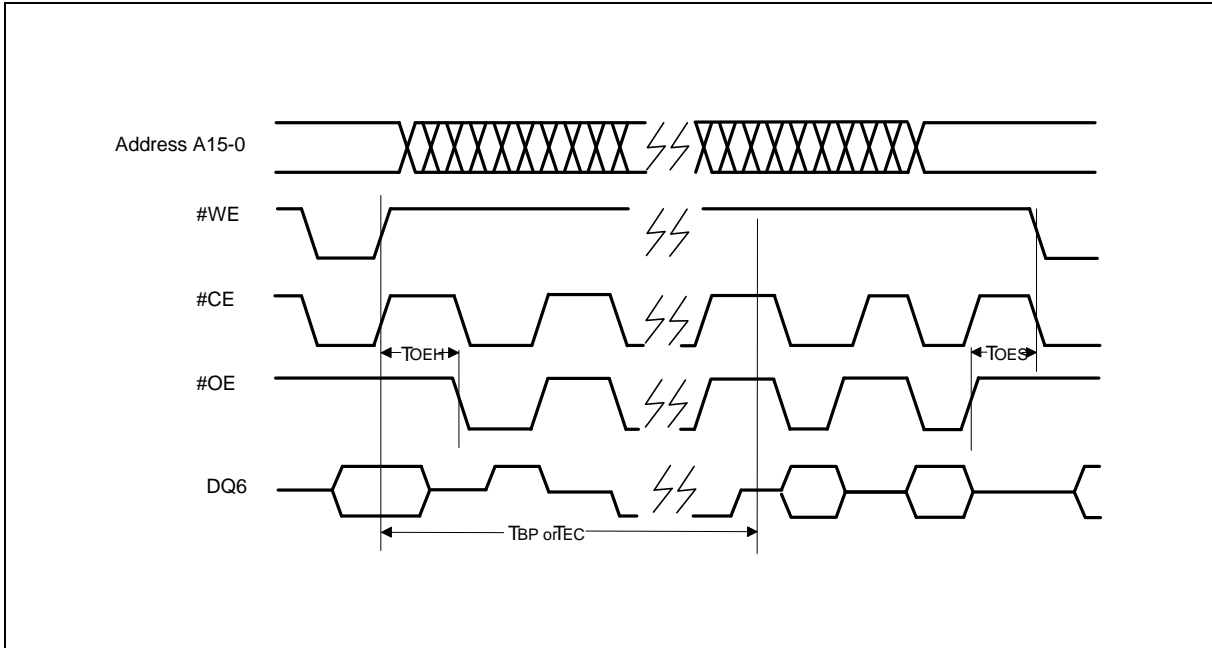 Address A15-0
#WE
#CE
TOEH
TOES
#OE
DQ6
TBP orTEC